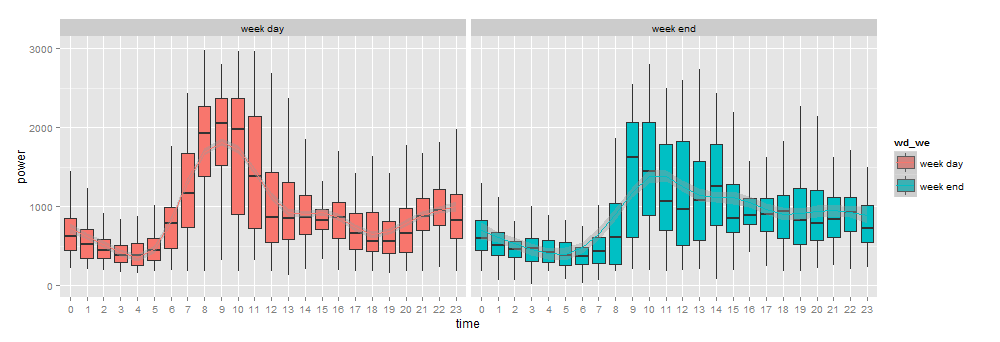 week day
week end
3000
2000
1000
0
power
0 1 2 3 4 5 6 7 8 9 10 11 12 13 14 15 16 17 18 19 20 21 22 23
0 1 2 3 4 5 6 7 8 9 10 11 12 13 14 15 16 17 18 19 20 21 22 23
time
wd_we
week day
week end